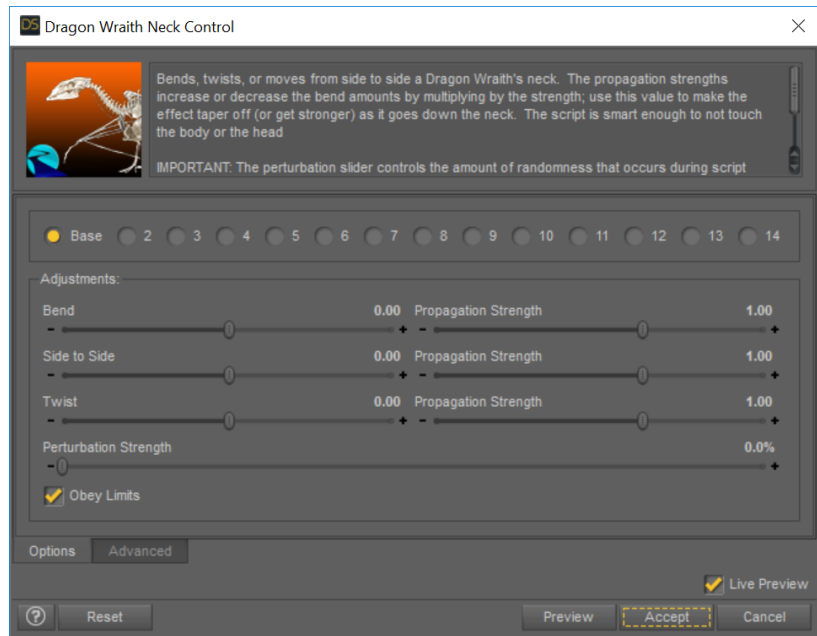 DS Dragon Wraith Neck Control
Bends, twists, or moves from side to side a Dragon Wraith's neck. The propagation strengths
increase or decrease the bend amounts by multiplying by the strength; use this value to make the
effect taper off (or get stronger) as it goes down the neck. The script is smart enough to not touch
the body or the head
IMPORTANT: The perturbation slider controls the amount of randomness that occurs during script
Base 2 3 4 5 6 7 8 9 10 11 12 13 14
Adjustments:
Bend 0.00 Propagation Strength 1.00
- + - +
Side to Side 0.00 Propagation Strength 1.00
- + - +
Twist 0.00 Propagation Strength 1.00
- + - +
Perturbation Strength 0.0%
- +
Obey Limits
Options Advanced
Live Preview
? Reset Preview Accept Cancel